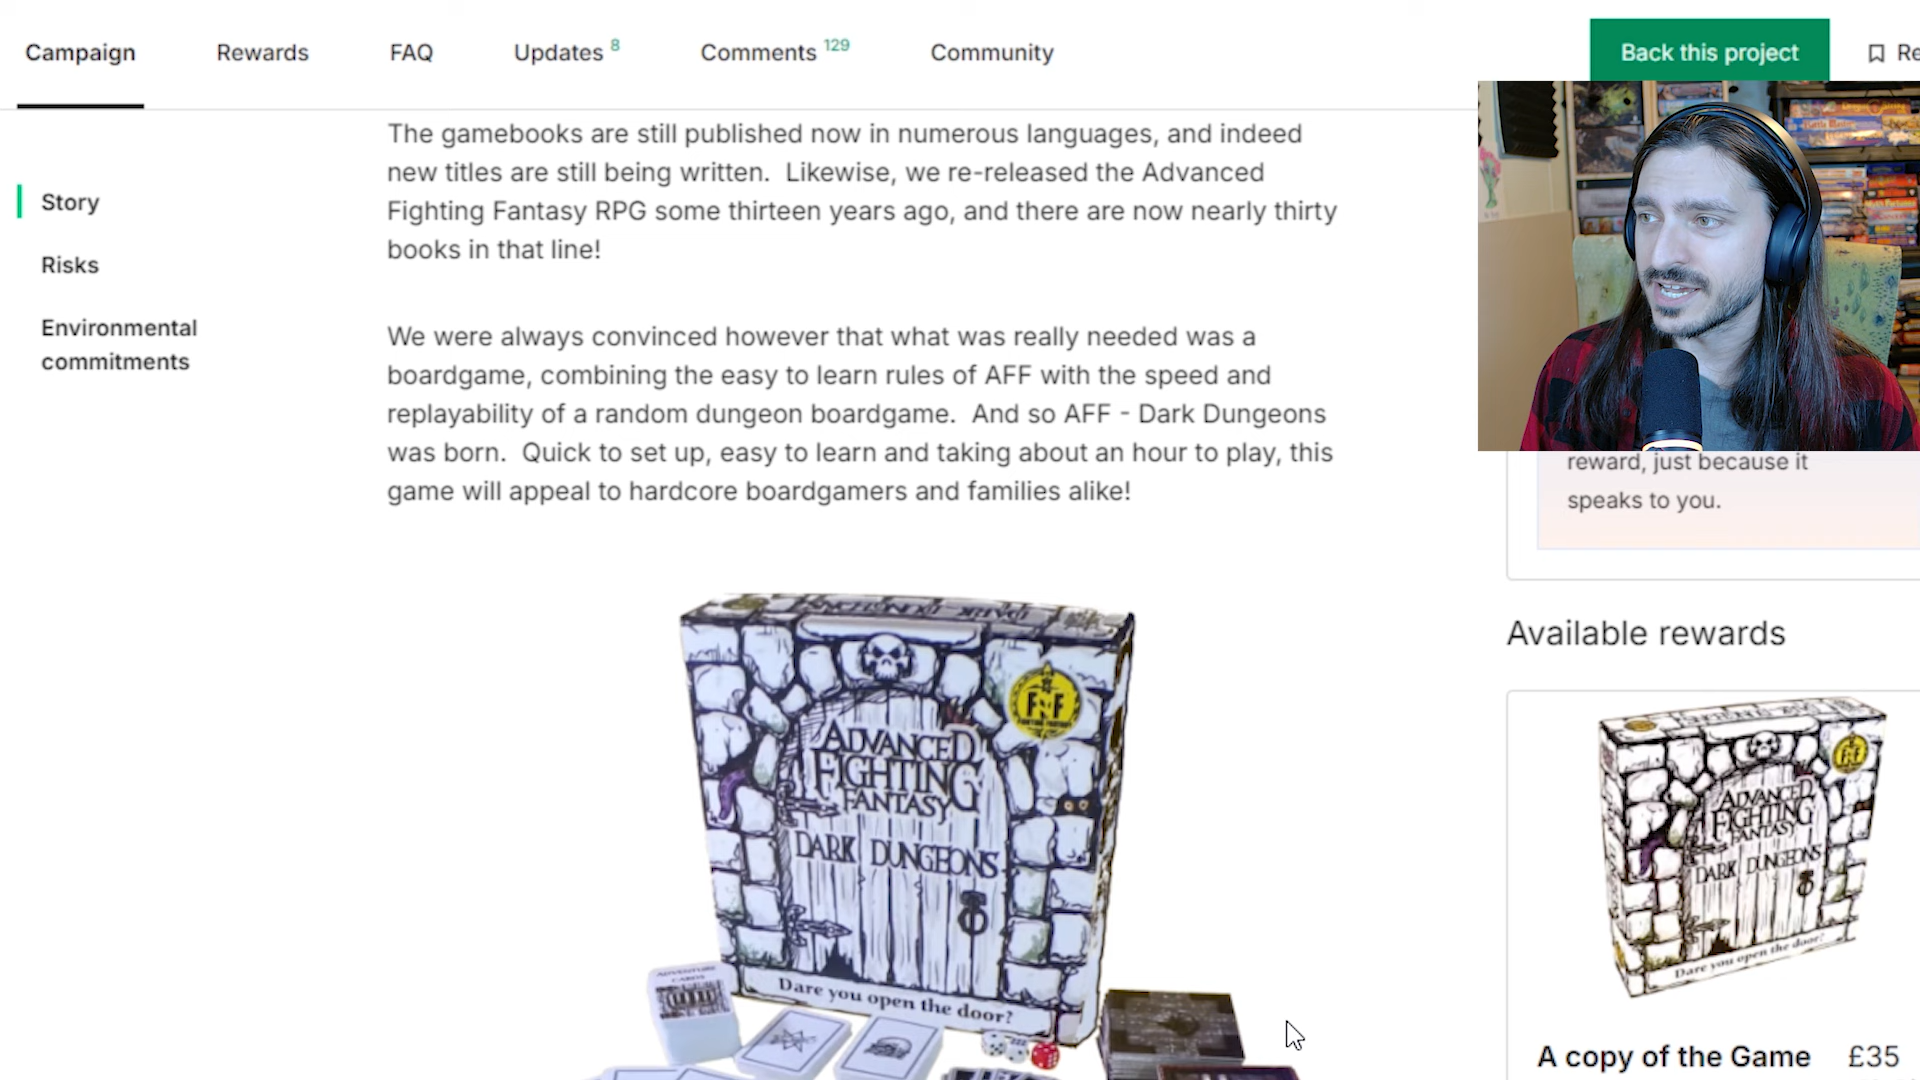 Campaign
Rewards
FAQ
Updates 8
Comments 129
Community
Back this project
Re
Story
Risks
Environmental
commitments
The gamebooks are still published now in numerous languages, and indeed
new titles are still being written.  Likewise, we re-released the Advanced
Fighting Fantasy RPG some thirteen years ago, and there are now nearly thirty
books in that line!
We were always convinced however that what was really needed was a
boardgame, combining the easy to learn rules of AFF with the speed and
replayability of a random dungeon boardgame.  And so AFF - Dark Dungeons
was born.  Quick to set up, easy to learn and taking about an hour to play, this
game will appeal to hardcore boardgamers and families alike!
DARK DUNGEONS
FNF
ADVANCED
FIGHTING
FANTASY
DARK DUNGEONS
Dare you open the door?
ADVENTURE
CARDS
reward, just because it
speaks to you.
Available rewards
ADVANCED
FIGHTING
FANTASY
DARK DUNGEONS
Dare you open the door?
A copy of the Game
£35